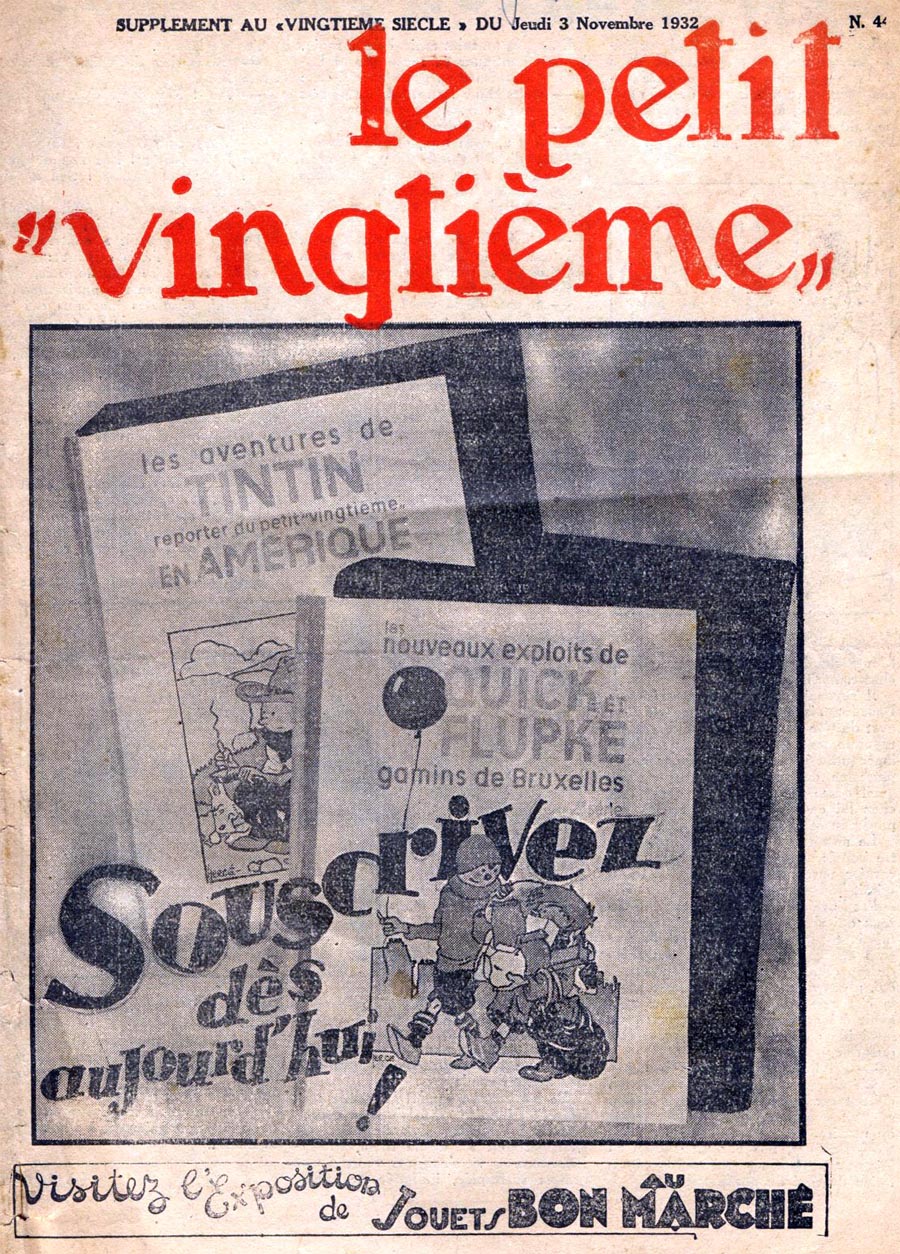 SUPPLEMENT AU «VINGTIEME SIECLE» DU Jeudi 3 Novembre 1932
N. 44
le petit
"vingtième"
les aventures de
TINTIN
reporter du petit "vingtième"
EN AMÉRIQUE
HERGÉ-
les
nouveaux exploits de
QUICK ET
FLUPKE
gamins de Bruxelles
Souscrivez
dès
aujourd'hui
!
Visitez l'Exposition
de JOUETS AU
BON MARCHÉ